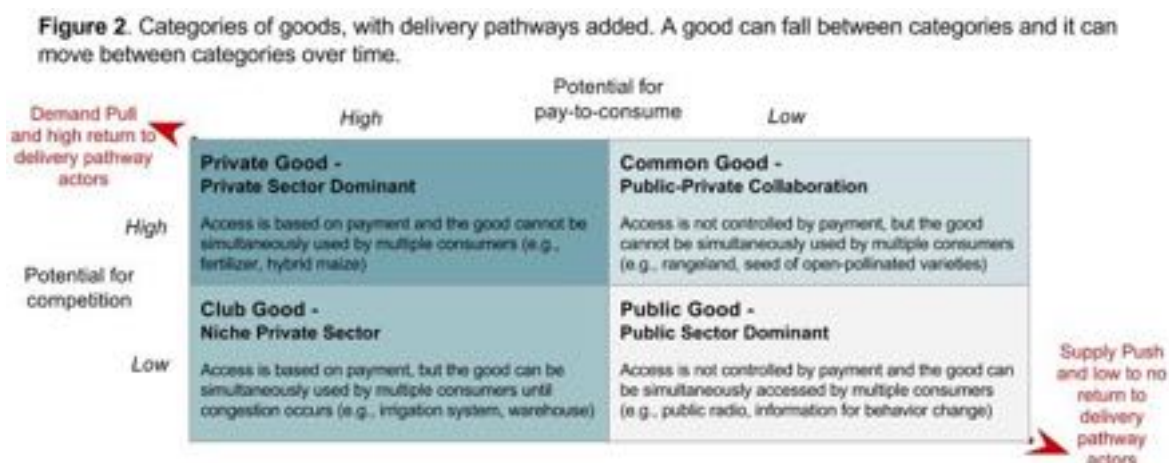 Figure 2. Categories of goods, with delivery pathways added. A good can fall between categories and it can
move between categories over time.
Potential for
pay-to-consume
High
Low
Demand Pull
and high return to
delivery pathway
actors
High
Potential for
competition
Low
Private Good -
Private Sector Dominant
Access is based on payment and the good cannot be
simultaneously used by multiple consumers (e.g.,
fertilizer, hybrid maize)
Common Good -
Public-Private Collaboration
Access is not controlled by payment, but the good
cannot be simultaneously used by multiple consumers
(e.g., rangeland, seed of open-pollinated varieties)
Club Good -
Niche Private Sector
Access is based on payment, but the good can be
simultaneously used by multiple consumers until
congestion occurs (e.g., irrigation system, warehouse)
Public Good -
Public Sector Dominant
Access is not controlled by payment and the good can
be simultaneously accessed by multiple consumers
(e.g., public radio, information for behavior change)
Supply Push
and low to no
return to
delivery
pathway
actors